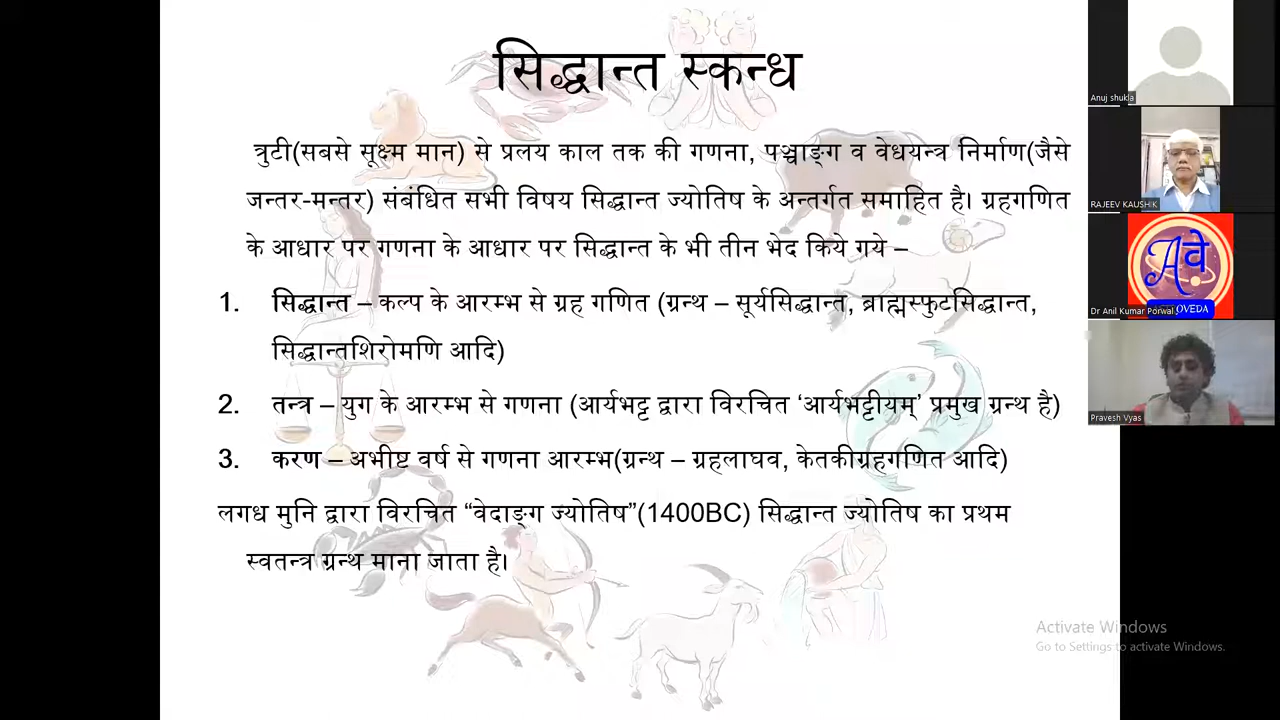 सिद्धान्त स्कन्ध
त्रुटी(सबसे सूक्ष्म मान) से प्रलय काल तक की गणना, पञ्चाङ्ग व वेधयन्त्र निर्माण(जैसे
जन्तर-मन्तर) संबंधित सभी विषय सिद्धान्त ज्योतिष के अन्तर्गत समाहित है। ग्रहगणित
के आधार पर गणना के आधार पर सिद्धान्त के भी तीन भेद किये गये –
1. सिद्धान्त – कल्प के आरम्भ से ग्रह गणित (ग्रन्थ – सूर्यसिद्धान्त, ब्राह्मस्फुटसिद्धान्त,
सिद्धान्तशिरोमणि आदि)
2. तन्त्र – युग के आरम्भ से गणना (आर्यभट्ट द्वारा विरचित ‘आर्यभट्टीयम्’ प्रमुख ग्रन्थ है)
3. करण – अभीष्ट वर्ष से गणना आरम्भ(ग्रन्थ – ग्रहलाघव, केतकीग्रहगणित आदि)
लगध मुनि द्वारा विरचित “वेदाङ्ग ज्योतिष”(1400BC) सिद्धान्त ज्योतिष का प्रथम
स्वतन्त्र ग्रन्थ माना जाता है।
Activate Windows
Go to Settings to activate Windows.
Anuj shukla
RAJEEV KAUSHIK
Aवे
Dr Anil Kumar Porwal
OVEDA
Pravesh Vyas